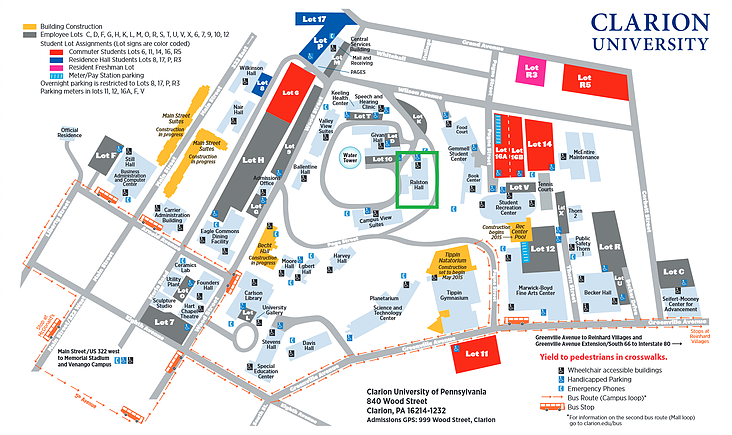 LOT 17
CLARION
UNIVERSITY
Building Construction
Employee Lots C, D, F, G, H, K, L, M, O, R, S, T, U, V, X, 6, 7, 9, 10, 12
Student Lot Assignments (Lot signs are color coded)
Commuter Students Lots 6, 11, 14, 16, R5
Residence Hall Students Lots 8, 17, P, R3
Resident Freshman Lot
Meter/Pay Station parking
Overnight parking is restricted to Lots 8, 17, P, R3
Parking meters in lots 11, 12, 16A, F, V
Lot
P
Central
Services
Building
Mail and
Receiving
PAGES
Grand Avenue
Wilson Avenue
Lot
R3
Lot
R5
Wilkinson
Hall
Lot
8
Lot 6
Nair
Hall
Main Street
Suites
Construction
in progress
Main Street
Suites
Construction
in progress
Keeling
Health
Center
Speech and
Hearing
Clinic
Lot T
Valley
View
Suites
Givan
Hall
Lot
K
Food
Court
Gemmell
Student
Center
Lot
16A
Lot
16B
Lot 14
McEntire
Maintenance
Official
Residence
Lot F
Still
Hall
Business
Administration
and Computer
Center
Lot H
Lot
9
Water
Tower
Lot 10
Ralston
Hall
Ballentine
Hall
Admissions
Office
Book
Center
Lot V
Tennis
Courts
Student
Recreation
Center
Carrier
Administration
Building
Lot
G
Eagle Commons
Dining
Facility
Campus View
Suites
Page Street
Becht
Hall
Construction
in progress
Construction
begins
2015
Rec
Center
Pool
Thorn
2
Public
Safety
Thorn
1
Lot 12
Lot R
Moore
Hall
Egbert
Hall
Harvey
Hall
Tippin
Natatorium
Construction
set to begin
May 2015
Tippin
Gymnasium
Ceramics
Lab
Utility
Plant
Founders
Hall
Sculpture
Studio
Hart
Chapel
Theatre
Lot 7
Carlson
Library
University
Gallery
Planetarium
Science and
Technology
Center
Marwick-Boyd
Fine Arts Center
Becker Hall
Lot
U
Lot C
Seifert-Mooney
Center for
Advancement
Stevens
Hall
Davis
Hall
Special
Education
Center
Lot 11
Main Street/US 322 west
to Memorial Stadium
and Venango Campus
5th Avenue
Greenville Avenue to Reinhard Villages and
Greenville Avenue Extension/South 66 to Interstate 80
Stops at
Reinhard
Villages
Yield to pedestrians in crosswalks.
Wheelchair accessible buildings
Handicapped Parking
Emergency Phones
Bus Route (Campus loop)*
Bus Stop
*For information on the second bus route (Mall loop)
go to clarion.edu/bus
Clarion University of Pennsylvania
840 Wood Street
Clarion, PA 16214-1232
Admissions GPS: 999 Wood Street, Clarion